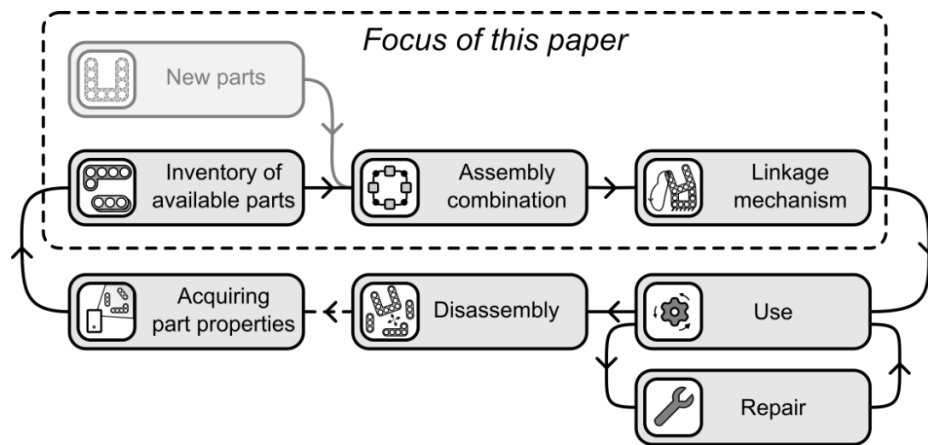 Focus of this paper
New parts
Inventory of
available parts
Assembly
combination
Linkage
mechanism
Acquiring
part properties
Disassembly
Use
Repair